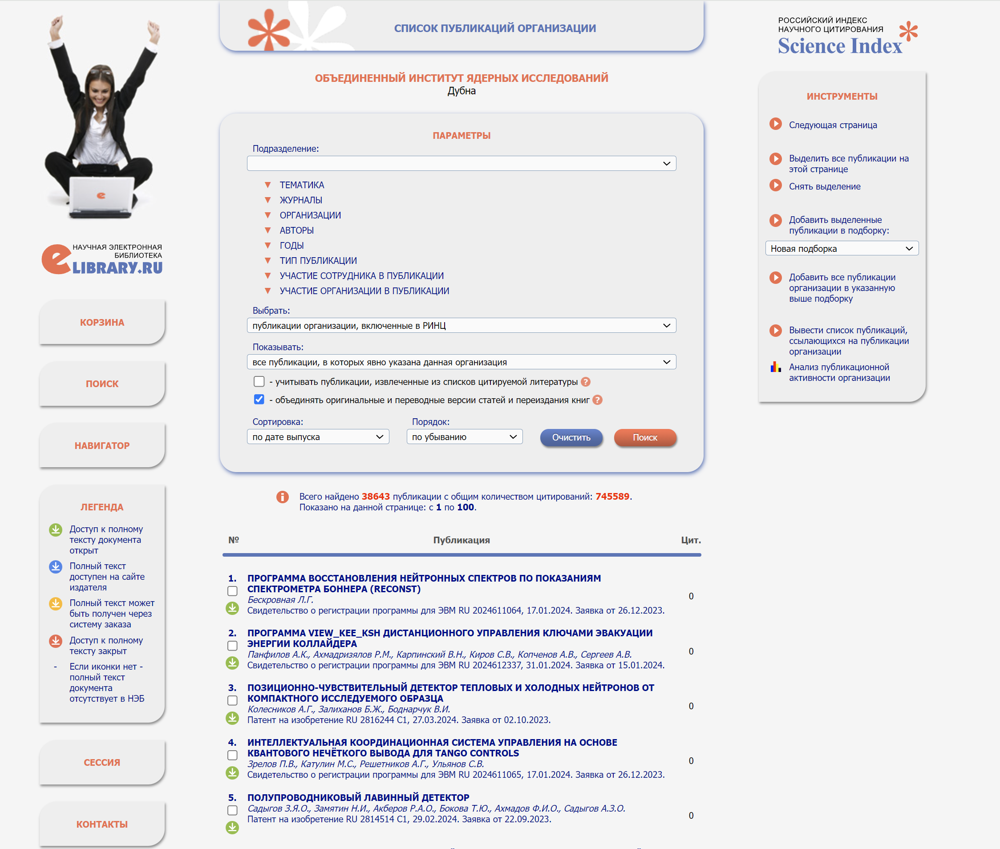 НАУЧНАЯ ЭЛЕКТРОННАЯ
БИБЛИОТЕКА
eLIBRARY.RU
КОРЗИНА
ПОИСК
НАВИГАТОР
ЛЕГЕНДА
Доступ к полному
тексту документа
открыт
Полный текст
доступен на сайте
издателя
Полный текст может
быть получен через
систему заказа
Доступ к полному
тексту закрыт
- Если иконки нет -
полный текст
документа
отсутствует в НЭБ
СЕССИЯ
КОНТАКТЫ
СПИСОК ПУБЛИКАЦИЙ ОРГАНИЗАЦИИ
ОБЪЕДИНЕННЫЙ ИНСТИТУТ ЯДЕРНЫХ ИССЛЕДОВАНИЙ
Дубна
ПАРАМЕТРЫ
Подразделение:
▼ ТЕМАТИКА
▼ ЖУРНАЛЫ
▼ ОРГАНИЗАЦИИ
▼ АВТОРЫ
▼ ГОДЫ
▼ ТИП ПУБЛИКАЦИИ
▼ УЧАСТИЕ СОТРУДНИКА В ПУБЛИКАЦИИ
▼ УЧАСТИЕ ОРГАНИЗАЦИИ В ПУБЛИКАЦИИ
Выбрать:
публикации организации, включенные в РИНЦ
Показывать:
все публикации, в которых явно указана данная организация
- учитывать публикации, извлеченные из списков цитируемой литературы ?
- объединять оригинальные и переводные версии статей и переиздания книг ?
Сортировка: Порядок:
по дате выпуска по убыванию Очистить Поиск
Всего найдено 38643 публикации с общим количеством цитирований: 745589.
Показано на данной странице: с 1 по 100.
№ Публикация Цит.
1. ПРОГРАММА ВОССТАНОВЛЕНИЯ НЕЙТРОННЫХ СПЕКТРОВ ПО ПОКАЗАНИЯМ
СПЕКТРОМЕТРА БОННЕРА (RECONST)
Бескровная Л.Г.
0
Свидетельство о регистрации программы для ЭВМ RU 2024611064, 17.01.2024. Заявка от 26.12.2023.
2. ПРОГРАММА VIEW_KEE_KSH ДИСТАНЦИОННОГО УПРАВЛЕНИЯ КЛЮЧАМИ ЭВАКУАЦИИ
ЭНЕРГИИ КОЛЛАЙДЕРА
Панфилов А.К., Ахмадризялов Р.М., Карпинский В.Н., Киров С.В., Копченов А.В., Сергеев А.В.
0
Свидетельство о регистрации программы для ЭВМ RU 2024612337, 31.01.2024. Заявка от 15.01.2024.
3. ПОЗИЦИОННО-ЧУВСТВИТЕЛЬНЫЙ ДЕТЕКТОР ТЕПЛОВЫХ И ХОЛОДНЫХ НЕЙТРОНОВ ОТ
КОМПАКТНОГО ИССЛЕДУЕМОГО ОБРАЗЦА
Колесников А.Г., Залиханов Б.Ж., Боднарчук В.И.
0
Патент на изобретение RU 2816244 C1, 27.03.2024. Заявка от 02.10.2023.
4. ИНТЕЛЛЕКТУАЛЬНАЯ КООРДИНАЦИОННАЯ СИСТЕМА УПРАВЛЕНИЯ НА ОСНОВЕ
КВАНТОВОГО НЕЧЁТКОГО ВЫВОДА ДЛЯ TANGO CONTROLS
Зрелов П.В., Катулин М.С., Решетников А.Г., Ульянов С.В.
0
Свидетельство о регистрации программы для ЭВМ RU 2024611065, 17.01.2024. Заявка от 26.12.2023.
5. ПОЛУПРОВОДНИКОВЫЙ ЛАВИННЫЙ ДЕТЕКТОР
Садыгов З.Я.О., Замятин Н.И., Акберов Р.А.О., Бокова Т.Ю., Ахмадов Ф.И.О., Садыгов А.З.О.
0
Патент на изобретение RU 2814514 C1, 29.02.2024. Заявка от 22.09.2023.
РОССИЙСКИЙ ИНДЕКС
НАУЧНОГО ЦИТИРОВАНИЯ
Science Index
ИНСТРУМЕНТЫ
Следующая страница
Выделить все публикации на
этой странице
Снять выделение
Добавить выделенные
публикации в подборку:
Новая подборка
Добавить все публикации
организации в указанную
выше подборку
Вывести список публикаций,
ссылающихся на публикации
организации
Анализ публикационной
активности организации